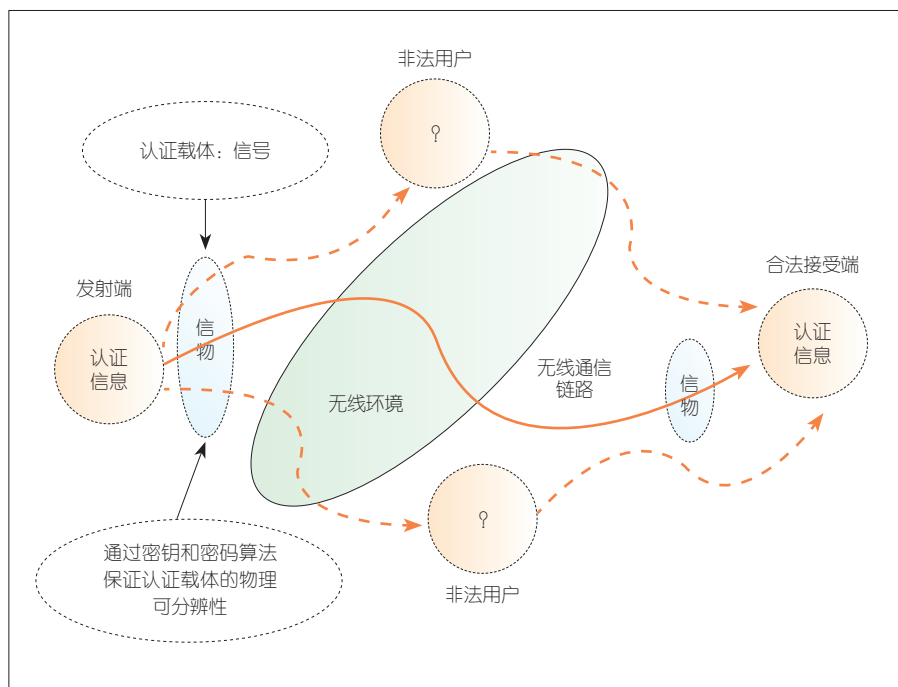 非法用户
?
认证载体：信号
发射端
认证
信息
信
物
无线环境
无线通信
链路
信
物
合法接受端
认证
信息
?
非法用户
通过密钥和密码算法
保证认证载体的物理
可分辨性